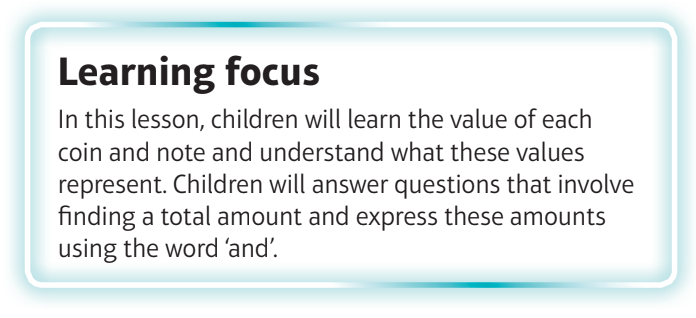 Learning focus
In this lesson, children will learn the value of each
coin and note and understand what these values
represent. Children will answer questions that involve
finding a total amount and express these amounts
using the word ‘and’.